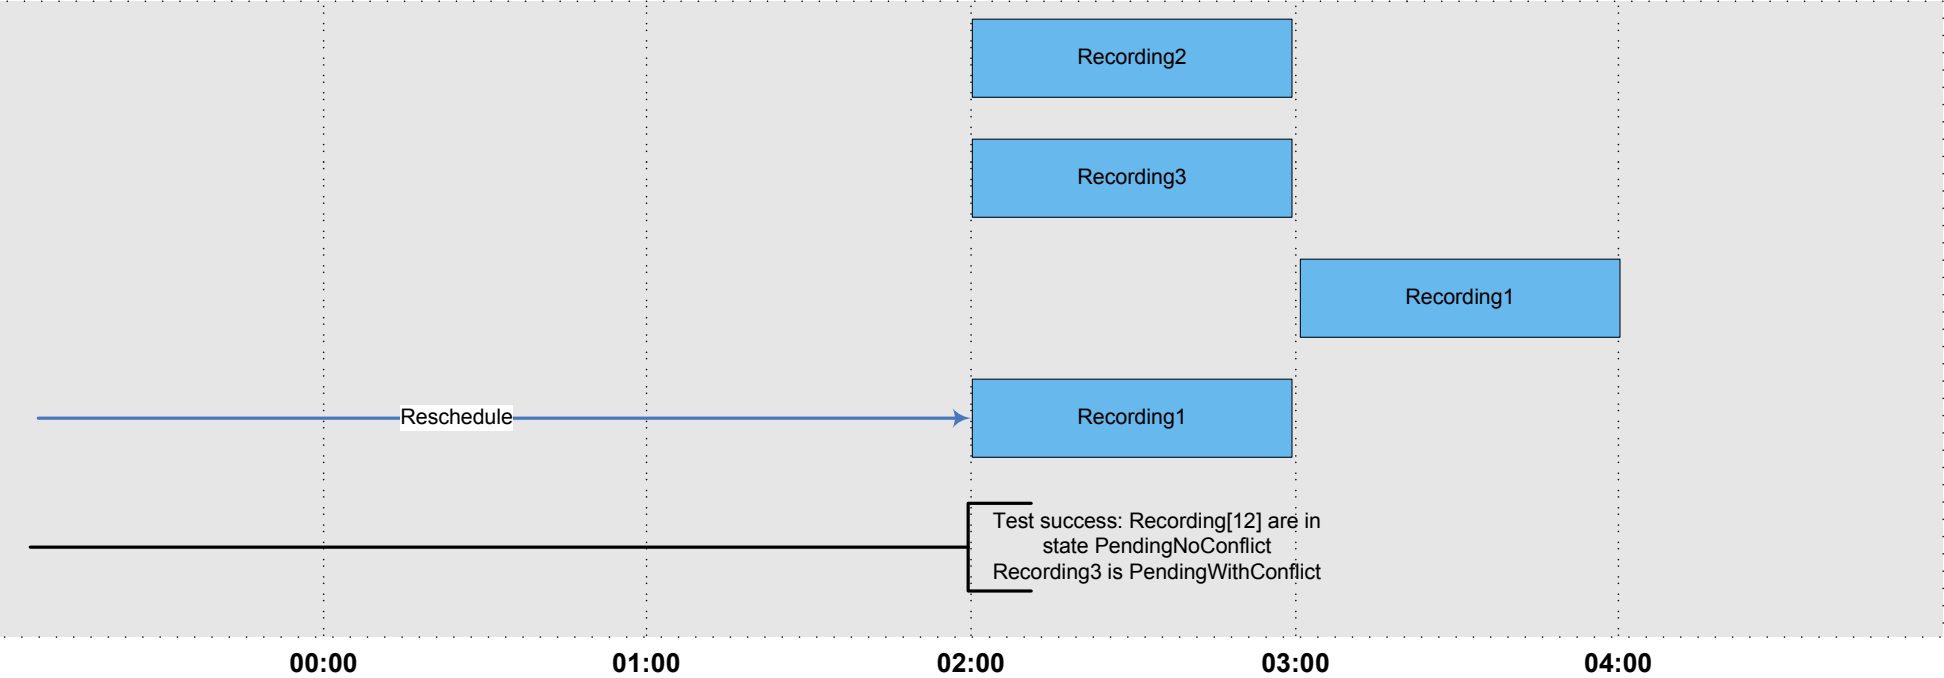 Recording2
Recording3
Recording1
Reschedule
Recording1
Test success: Recording[12] are in
state PendingNoConflict
Recording3 is PendingWithConflict
00:00
01:00
02:00
03:00
04:00